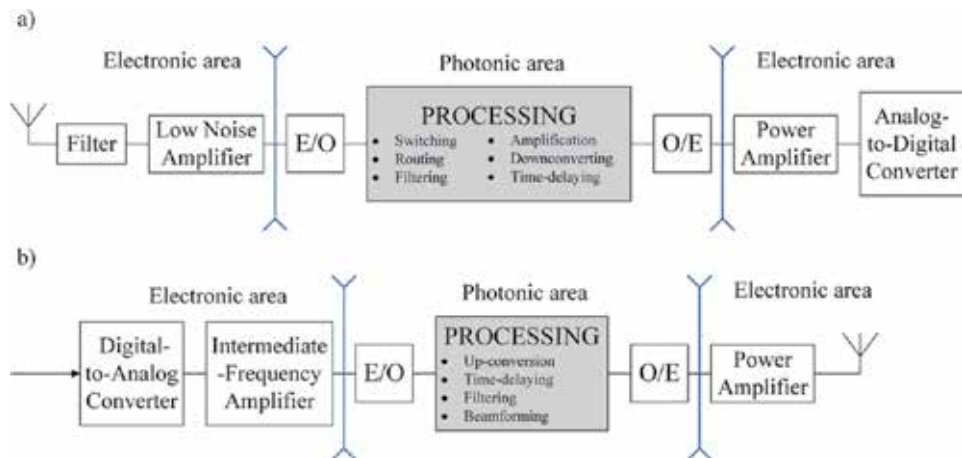 a)
Electronic area
Photonic area
Electronic area
Filter
Low Noise
Amplifier
E/O
PROCESSING
• Switching
• Routing
• Filtering
• Amplification
• Downconverting
• Time-delaying
O/E
Power
Amplifier
Analog-
to-Digital
Converter
b)
Electronic area
Photonic area
Electronic area
Digital-
to-Analog
Converter
Intermediate
-Frequency
Amplifier
E/O
PROCESSING
• Up-conversion
• Time-delaying
• Filtering
• Beamforming
O/E
Power
Amplifier